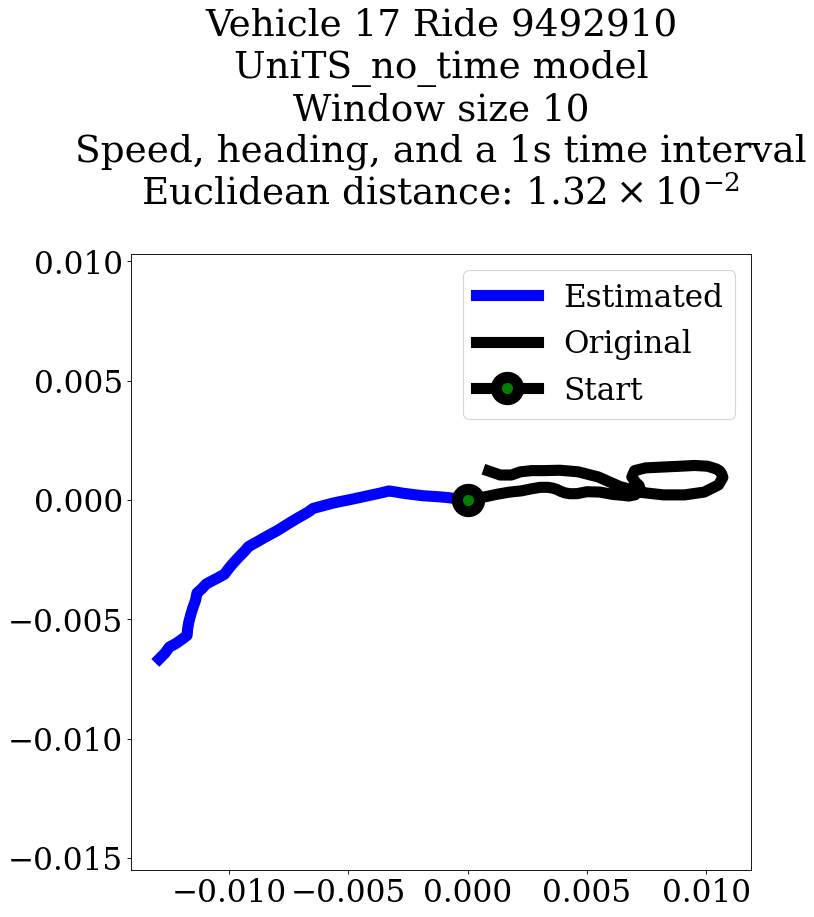 Vehicle 17 Ride 9492910
UniTS_no_time model
Window size 10
Speed, heading, and a 1s time interval
Euclidean distance: 1.32 × 10⁻²
Estimated
Original
Start
0.010
0.005
0.000
−0.005
−0.010
−0.015
−0.010 −0.005 0.000 0.005 0.010